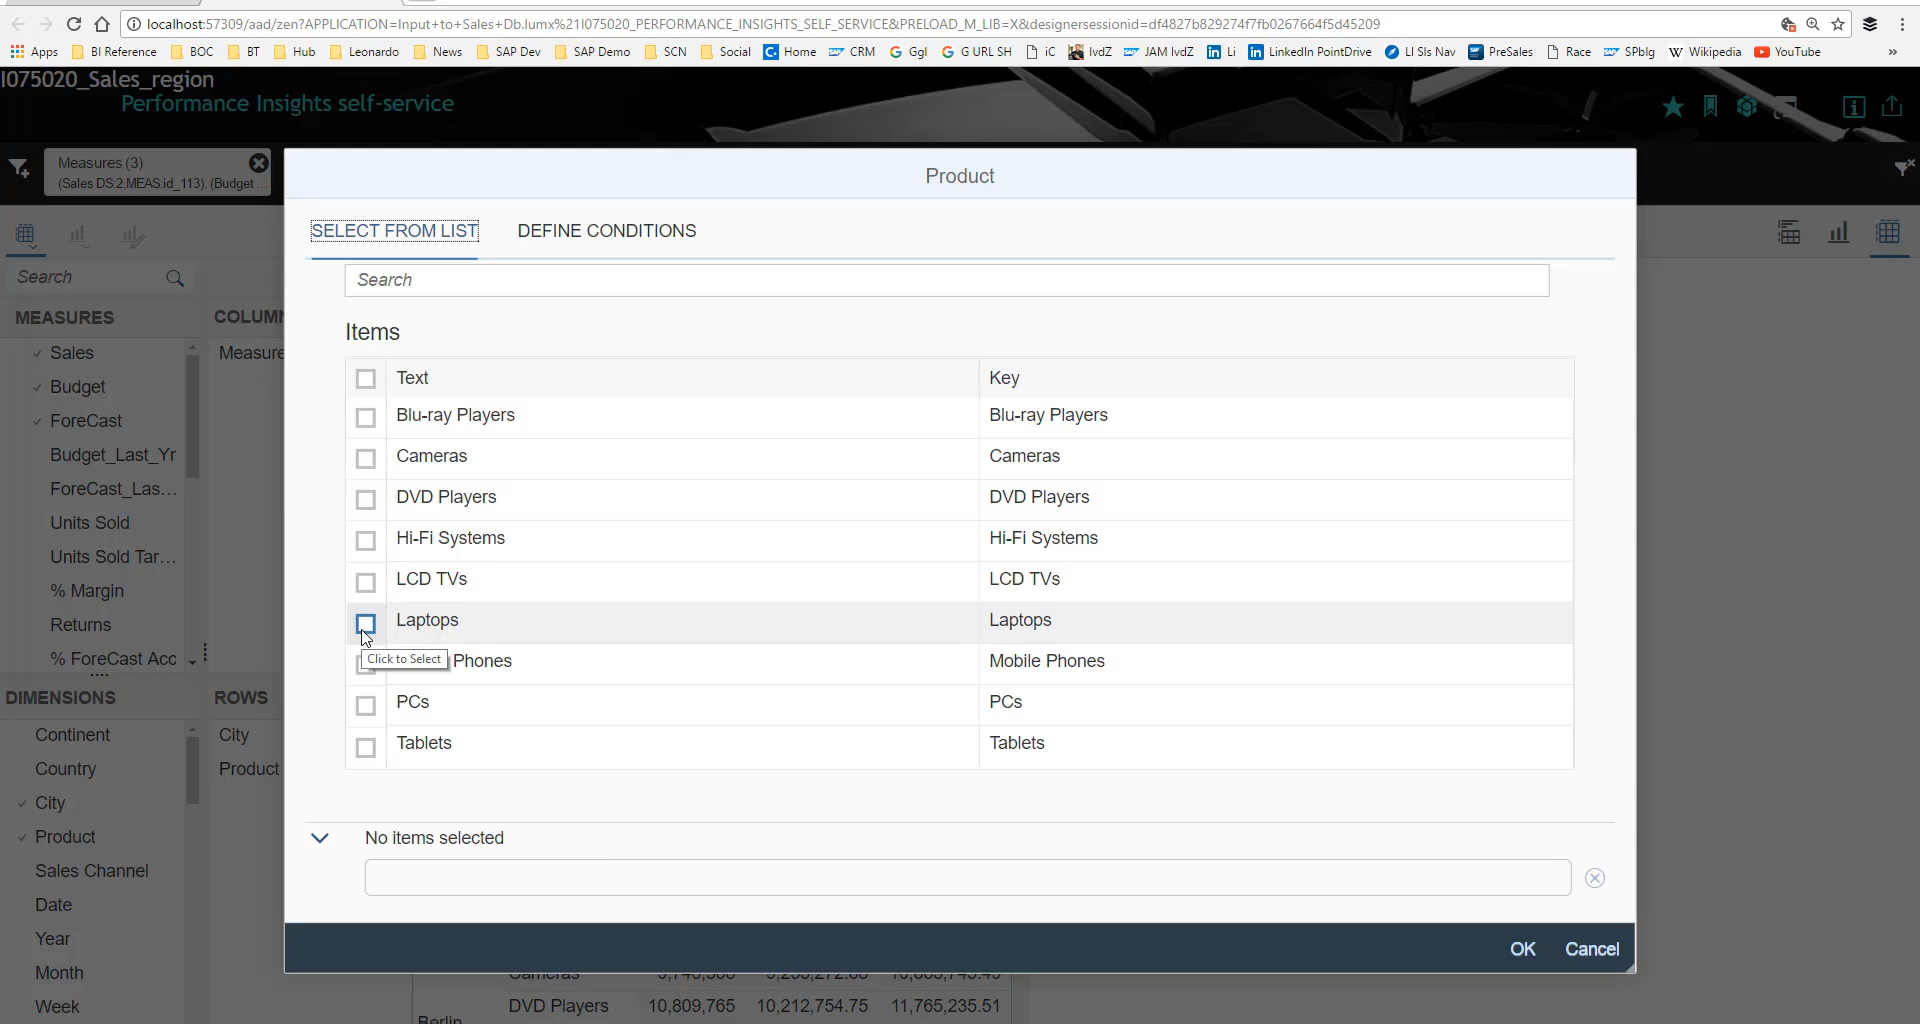 localhost:57309/aad/zen?APPLICATION=Input+to+Sales+Db.lumx%21I075020_PERFORMANCE_INSIGHTS_SELF_SERVICE&PRELOAD_M_LIB=X&designersessionid=df4827b829274f7fb0267664f5d45209
Apps BI Reference BOC BT Hub Leonardo News SAP Dev SAP Demo SCN Social Home CRM Ggl G URL SH iC IvdZ JAM IvdZ Li LinkedIn PointDrive LI Sls Nav PreSales Race SPblg Wikipedia YouTube »
I075020_Sales_region
Performance Insights self-service
Measures (3)
(Sales DS:2,MEAS:id_113), (Budget ...
Product
SELECT FROM LIST DEFINE CONDITIONS
Search
Search
MEASURES COLUMN
Items
Sales Measure
Budget
ForeCast
Budget_Last_Yr
ForeCast_Las...
Units Sold
Units Sold Tar...
% Margin
Returns
% ForeCast Acc
Text Key
Blu-ray Players Blu-ray Players
Cameras Cameras
DVD Players DVD Players
Hi-Fi Systems Hi-Fi Systems
LCD TVs LCD TVs
Laptops Laptops
Click to Select Phones Mobile Phones
PCs PCs
Tablets Tablets
DIMENSIONS ROWS
Continent City
Country Product
City
Product
Sales Channel
Date
Year
Month
Week
No items selected
OK Cancel
Cameras
DVD Players 10,809,765 10,212,754.75 11,765,235.51
Berlin